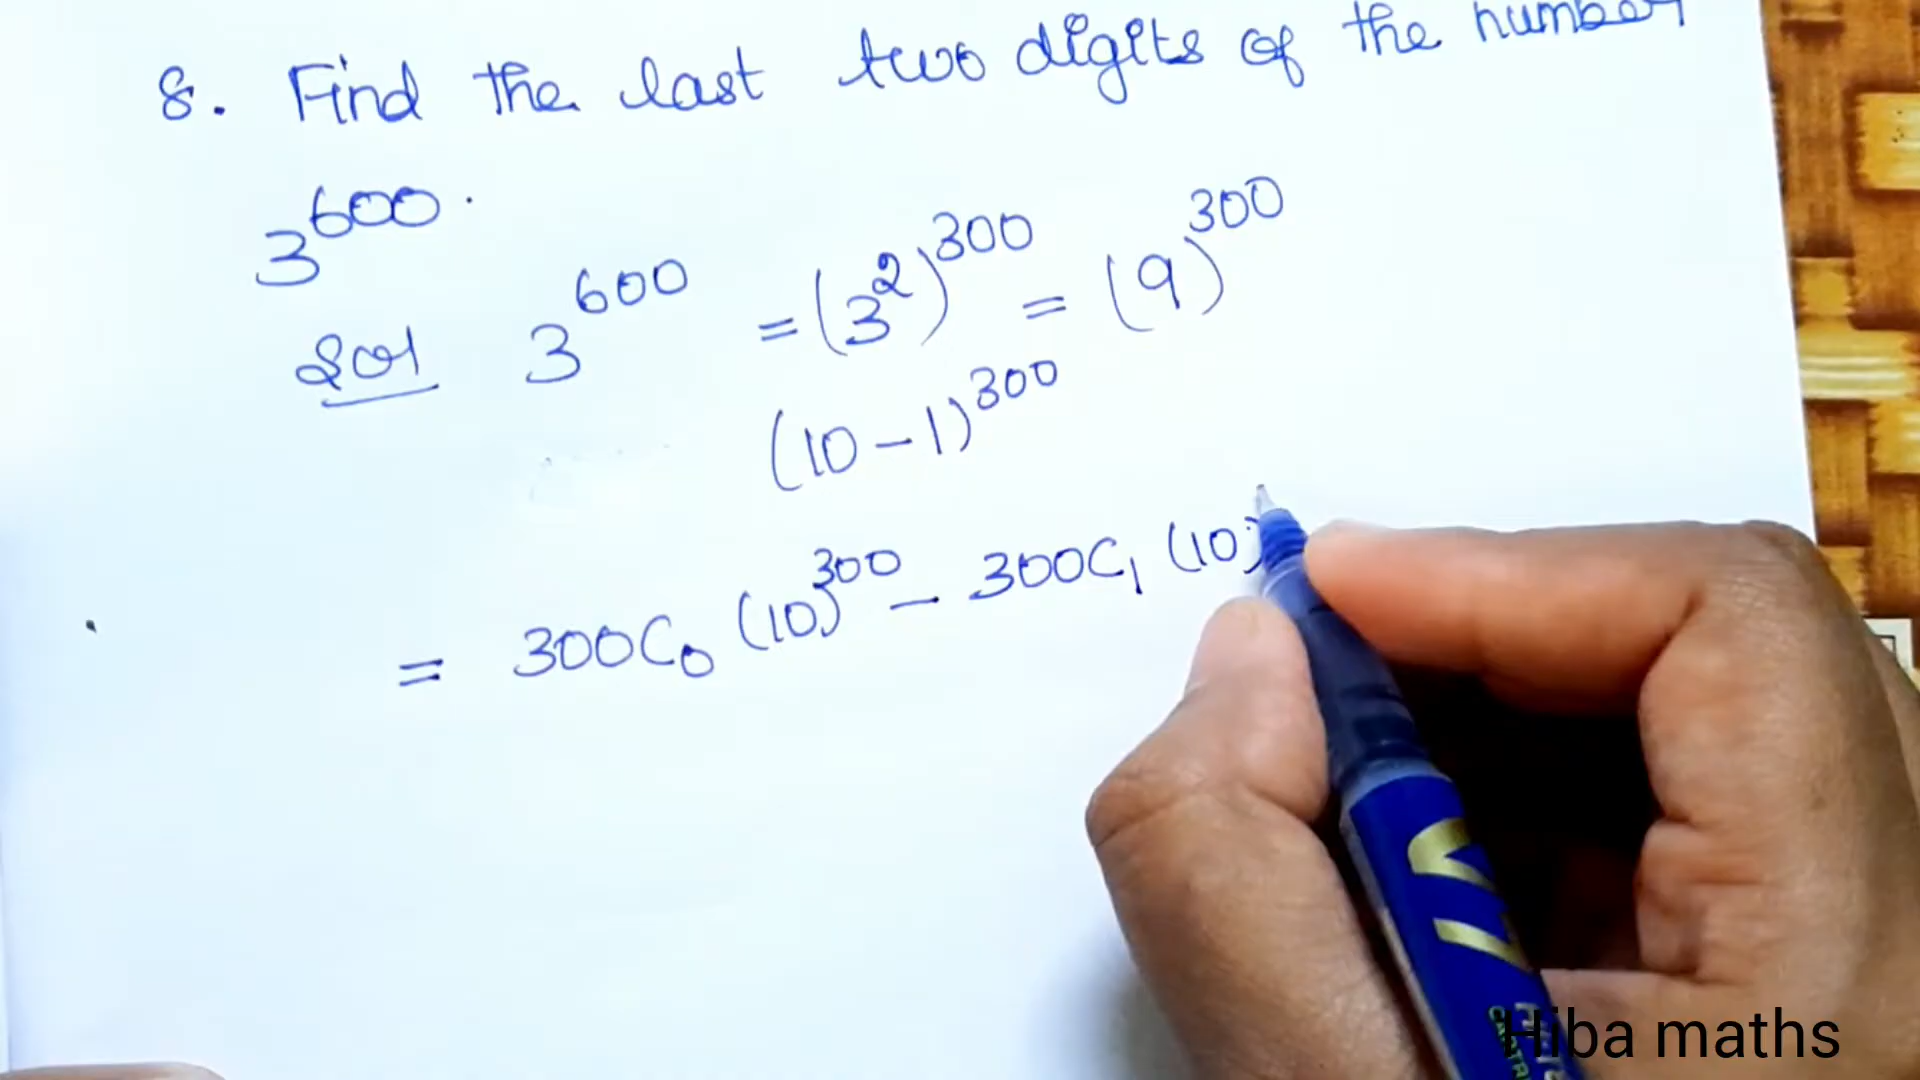 8. Find the last two digits of the number
3^600.
Sol 3^600 = (3^2)^300 = (9)^300
(10-1)^300
= 300C₀ (10)^300 - 300C₁ (10)
V7
Hiba maths